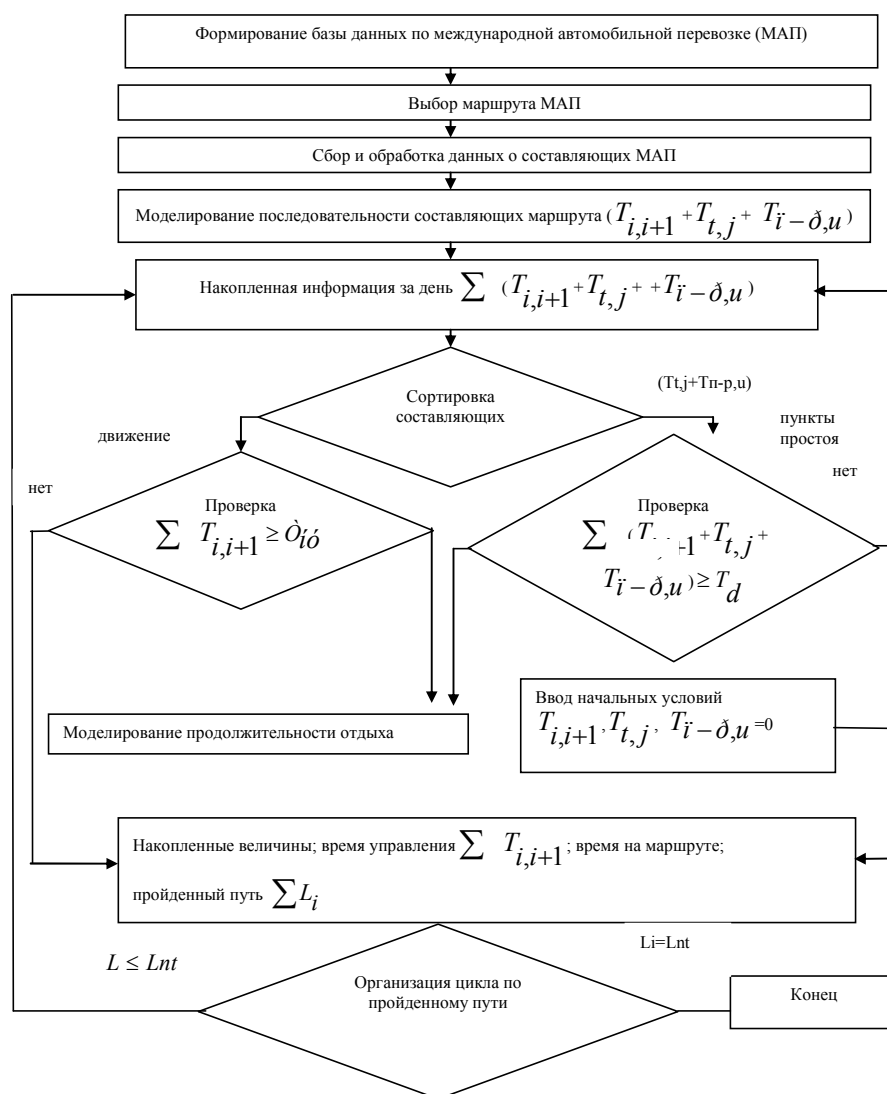 Формирование базы данных по международной автомобильной перевозке (МАП)
Выбор маршрута МАП
Сбор и обработка данных о составляющих МАП
Моделирование последовательности составляющих маршрута (T i,i+1 + T t,j + T ï − ð,u )
Накопленная информация за день ∑ (T i,i+1 + T t,j + + T ï − ð,u )
Сортировка
составляющих
(Tt,j+Tп-р,u)
движение
пункты
простоя
нет
нет
Проверка
∑ T i,i+1 ≥ Ò íó
Проверка
∑ (T +1 + T t,j +
T ï − ð,u ) ≥ T d
Ввод начальных условий
T i,i+1 , T t,j , T ï − ð,u =0
Моделирование продолжительности отдыха
Накопленные величины; время управления ∑ T i,i+1 ; время на маршруте;
пройденный путь ∑ L i
Li=Lnt
L ≤ Lnt
Организация цикла по
пройденному пути
Конец